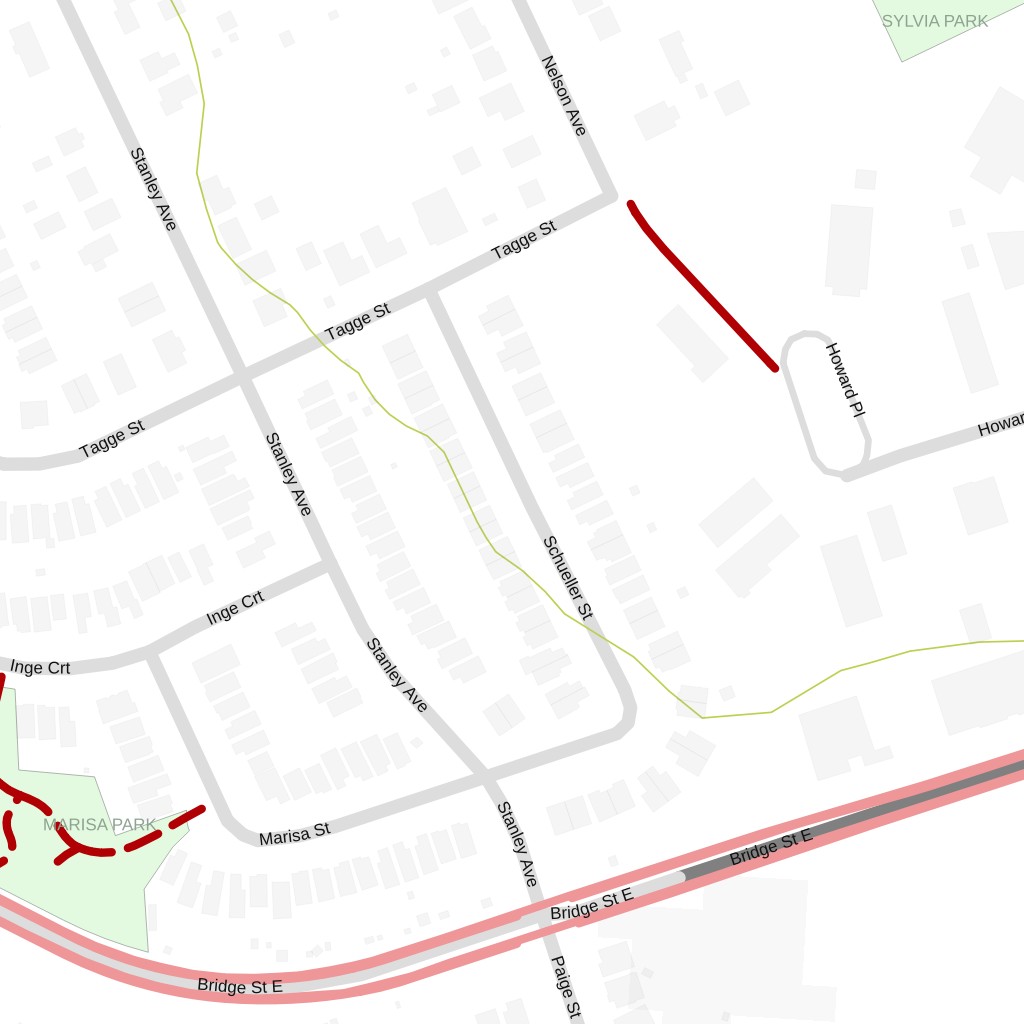 SYLVIA PARK
Nelson Ave
Stanley Ave
Tagge St
Tagge St
Howard Pl
Howar
Tagge St
Stanley Ave
Schueller St
Inge Crt
Inge Crt
Stanley Ave
MARISA PARK
Marisa St
Stanley Ave
Bridge St E
Bridge St E
Bridge St E
Paige St